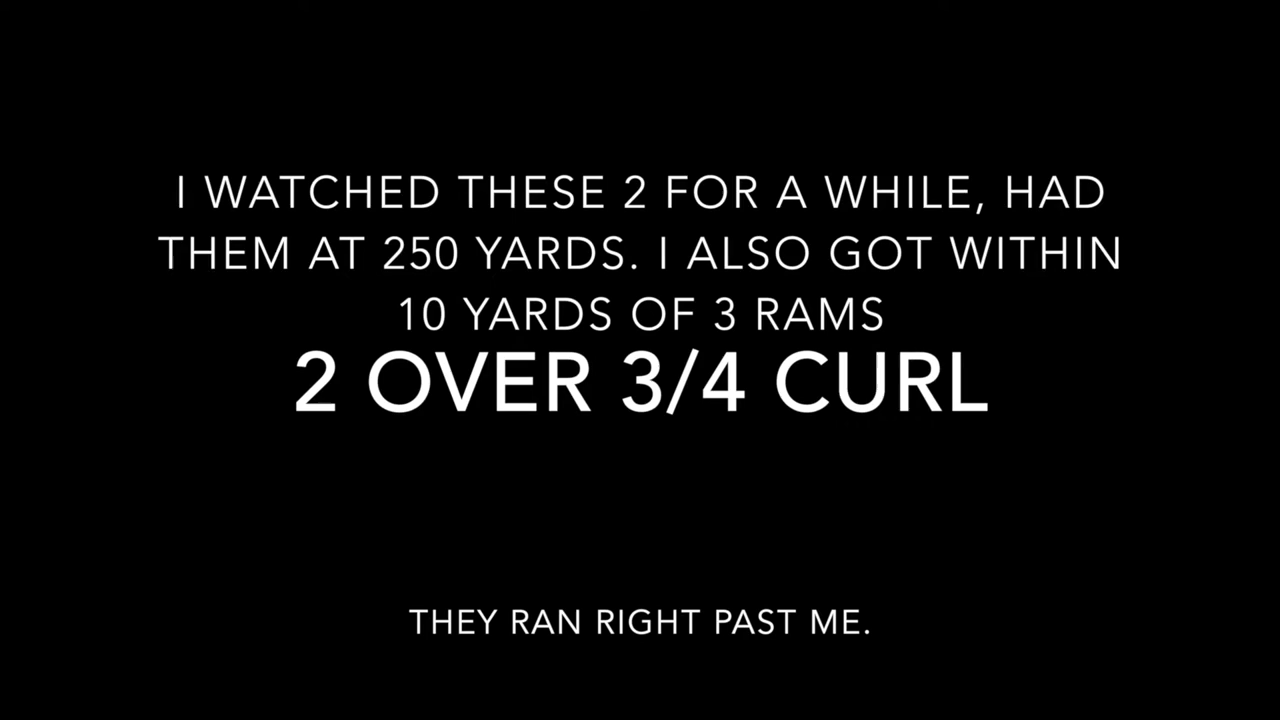 I WATCHED THESE 2 FOR A WHILE, HAD
THEM AT 250 YARDS. I ALSO GOT WITHIN
10 YARDS OF 3 RAMS
2 OVER 3/4 CURL
THEY RAN RIGHT PAST ME.